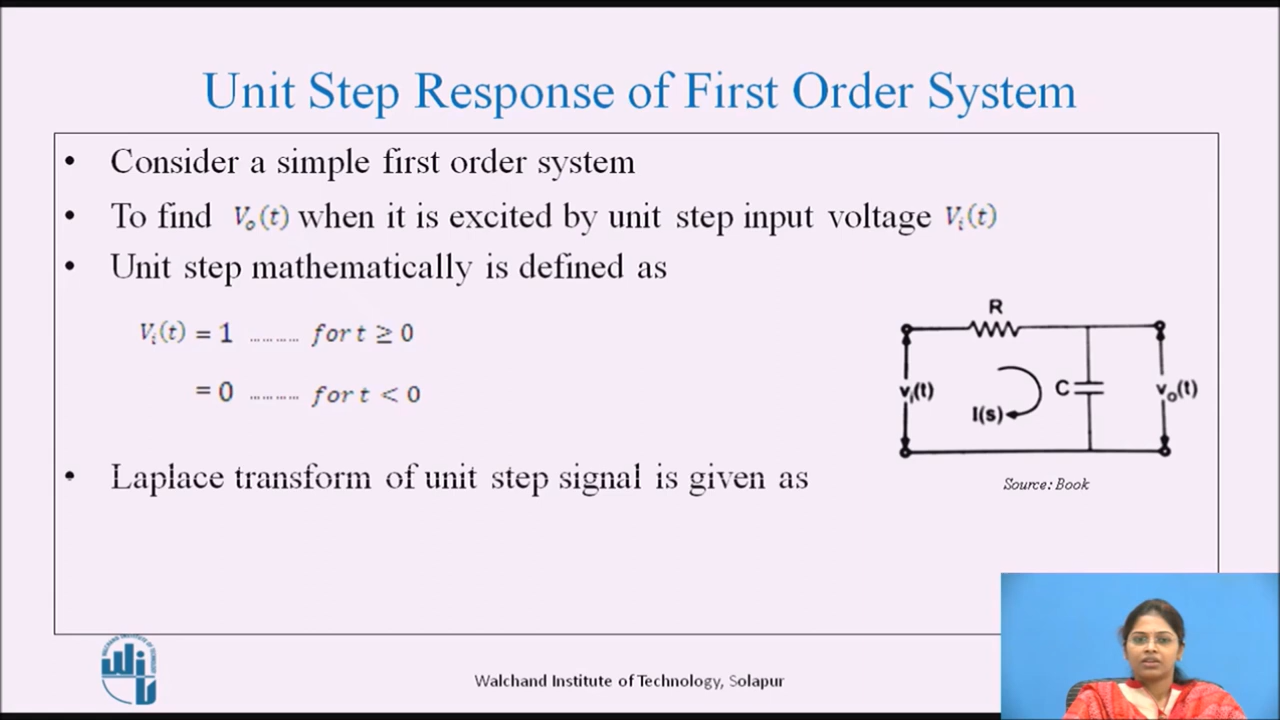 Unit Step Response of First Order System
• Consider a simple first order system
• To find Vₒ(t) when it is excited by unit step input voltage Vᵢ(t)
• Unit step mathematically is defined as
Vᵢ(t) = 1 ………… for t ≥ 0
= 0 ………… for t < 0
R
vᵢ(t)
C
vₒ(t)
I(s)
• Laplace transform of unit step signal is given as
Source: Book
Walchand Institute of Technology, Solapur